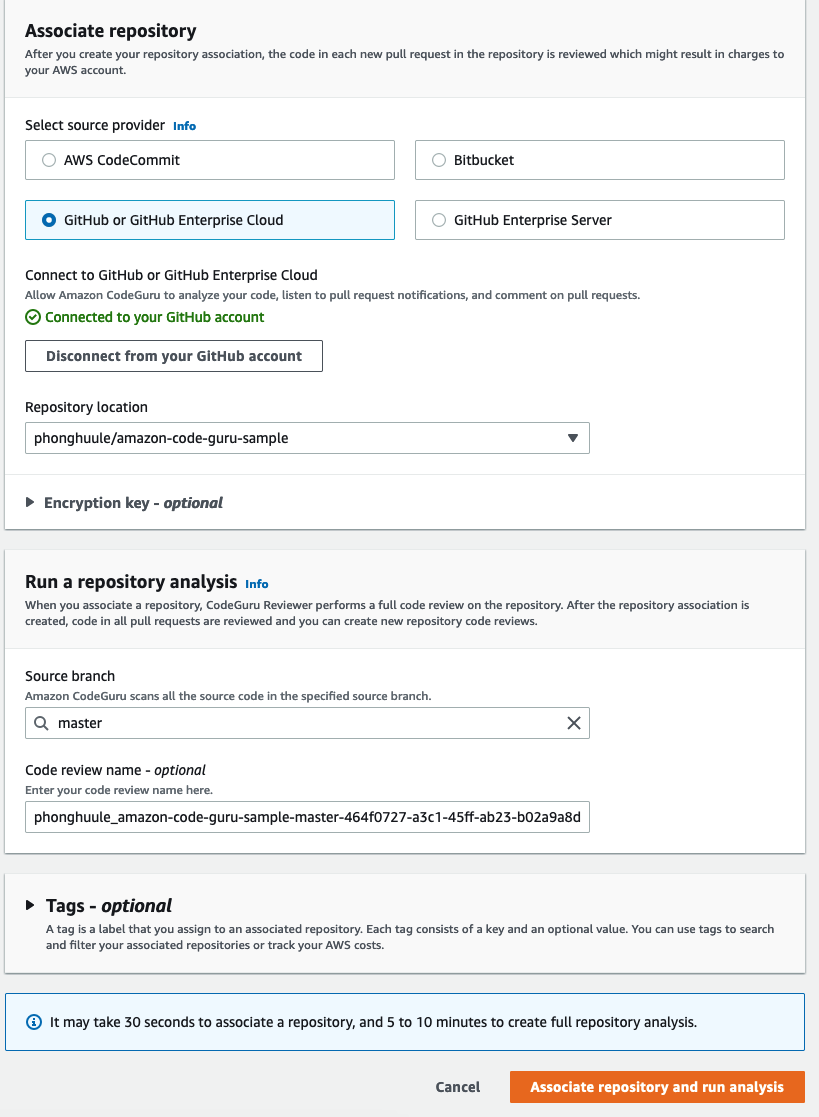 Associate repository
After you create your repository association, the code in each new pull request in the repository is reviewed which might result in charges to
your AWS account.
Select source provider Info
AWS CodeCommit
Bitbucket
GitHub or GitHub Enterprise Cloud
GitHub Enterprise Server
Connect to GitHub or GitHub Enterprise Cloud
Allow Amazon CodeGuru to analyze your code, listen to pull request notifications, and comment on pull requests.
Connected to your GitHub account
Disconnect from your GitHub account
Repository location
phonghuule/amazon-code-guru-sample
Encryption key - optional
Run a repository analysis Info
When you associate a repository, CodeGuru Reviewer performs a full code review on the repository. After the repository association is
created, code in all pull requests are reviewed and you can create new repository code reviews.
Source branch
Amazon CodeGuru scans all the source code in the specified source branch.
master
Code review name - optional
Enter your code review name here.
phonghuule_amazon-code-guru-sample-master-464f0727-a3c1-45ff-ab23-b02a9a8d
Tags - optional
A tag is a label that you assign to an associated repository. Each tag consists of a key and an optional value. You can use tags to search
and filter your associated repositories or track your AWS costs.
It may take 30 seconds to associate a repository, and 5 to 10 minutes to create full repository analysis.
Cancel
Associate repository and run analysis